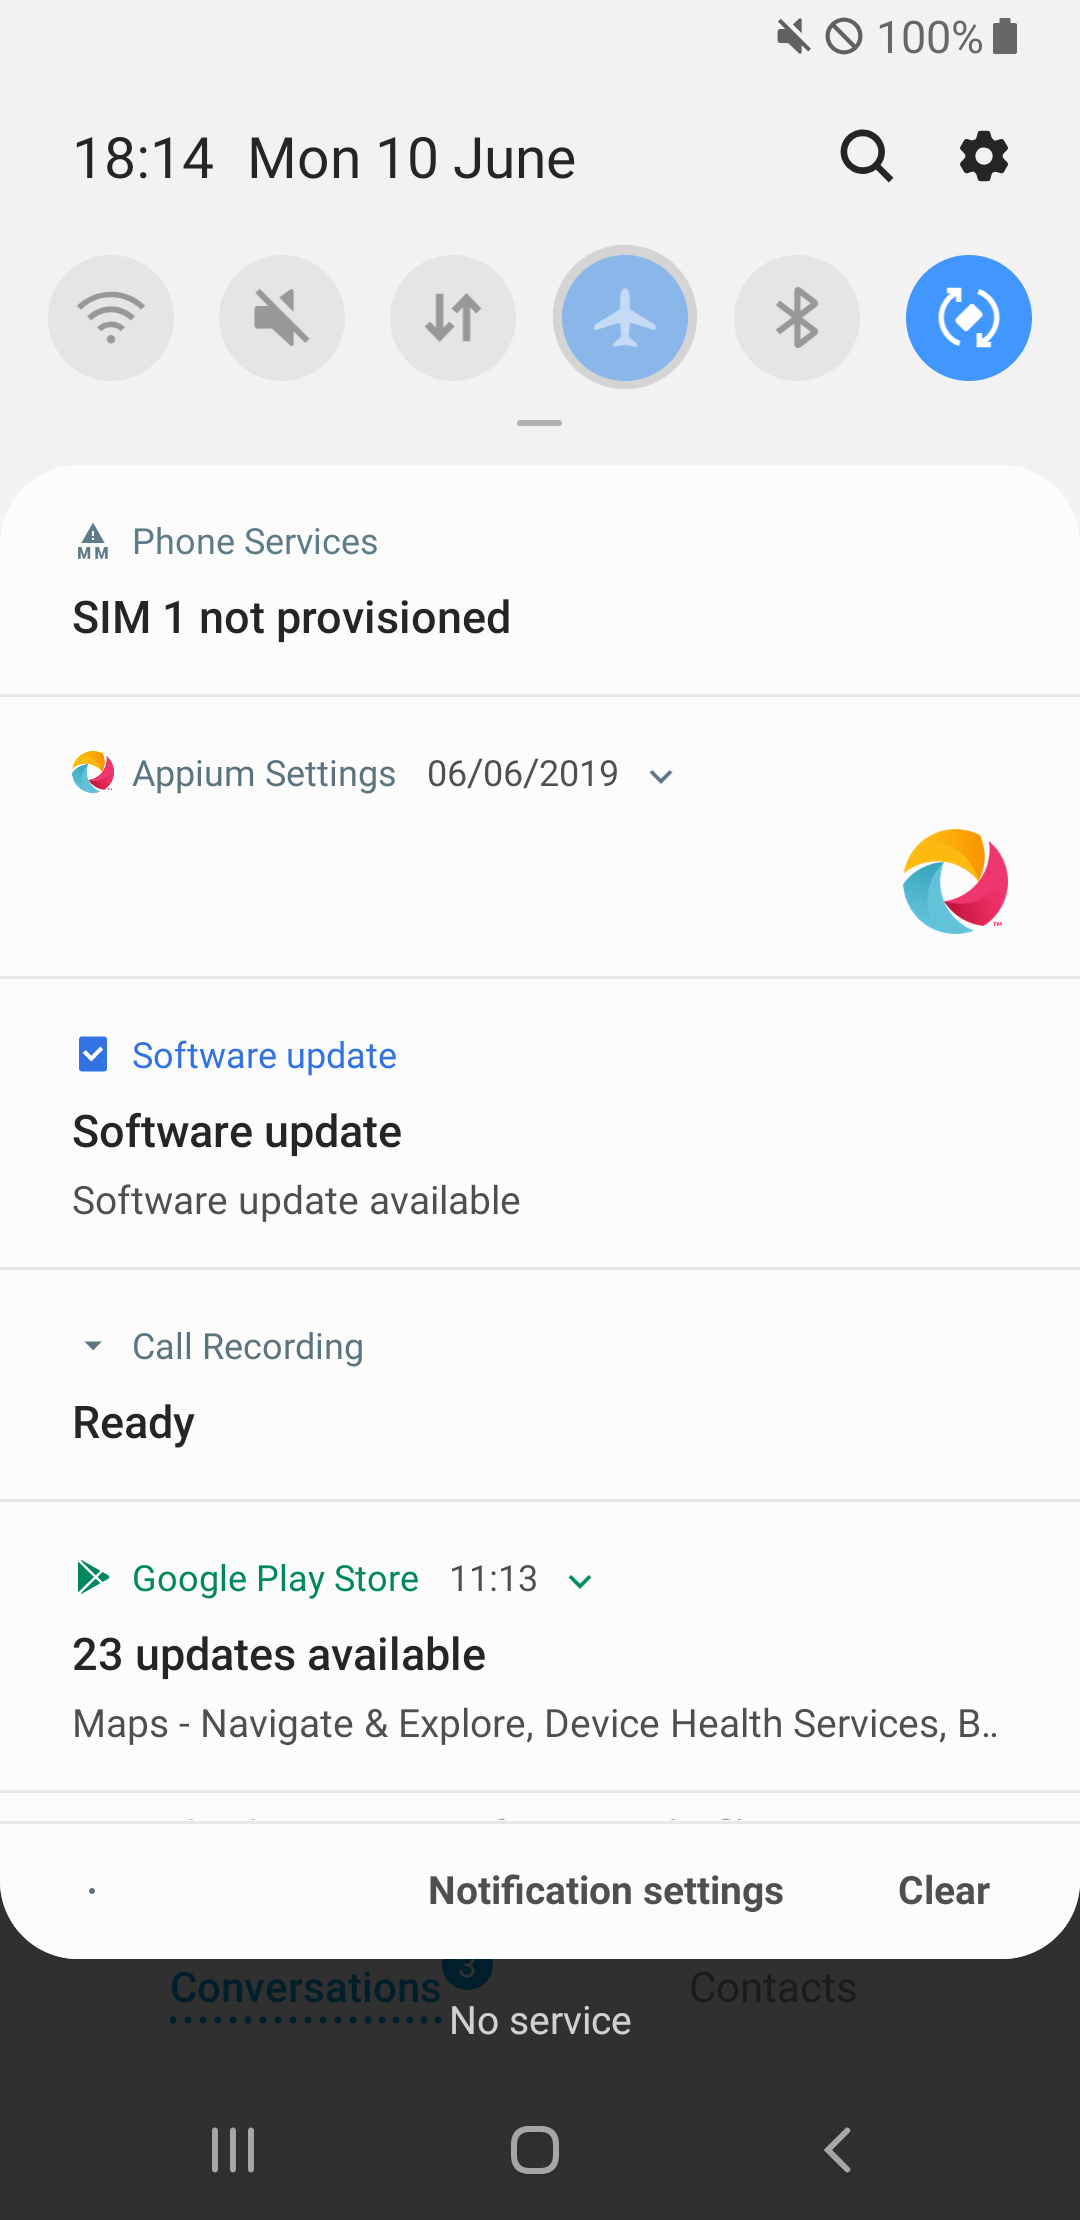 100%
18:14 Mon 10 June
MM Phone Services
SIM 1 not provisioned
Appium Settings 06/06/2019
TM
Software update
Software update
Software update available
Call Recording
Ready
Google Play Store 11:13
23 updates available
Maps - Navigate & Explore, Device Health Services, B..
Notification settings Clear
Conversations 3 Contacts
No service